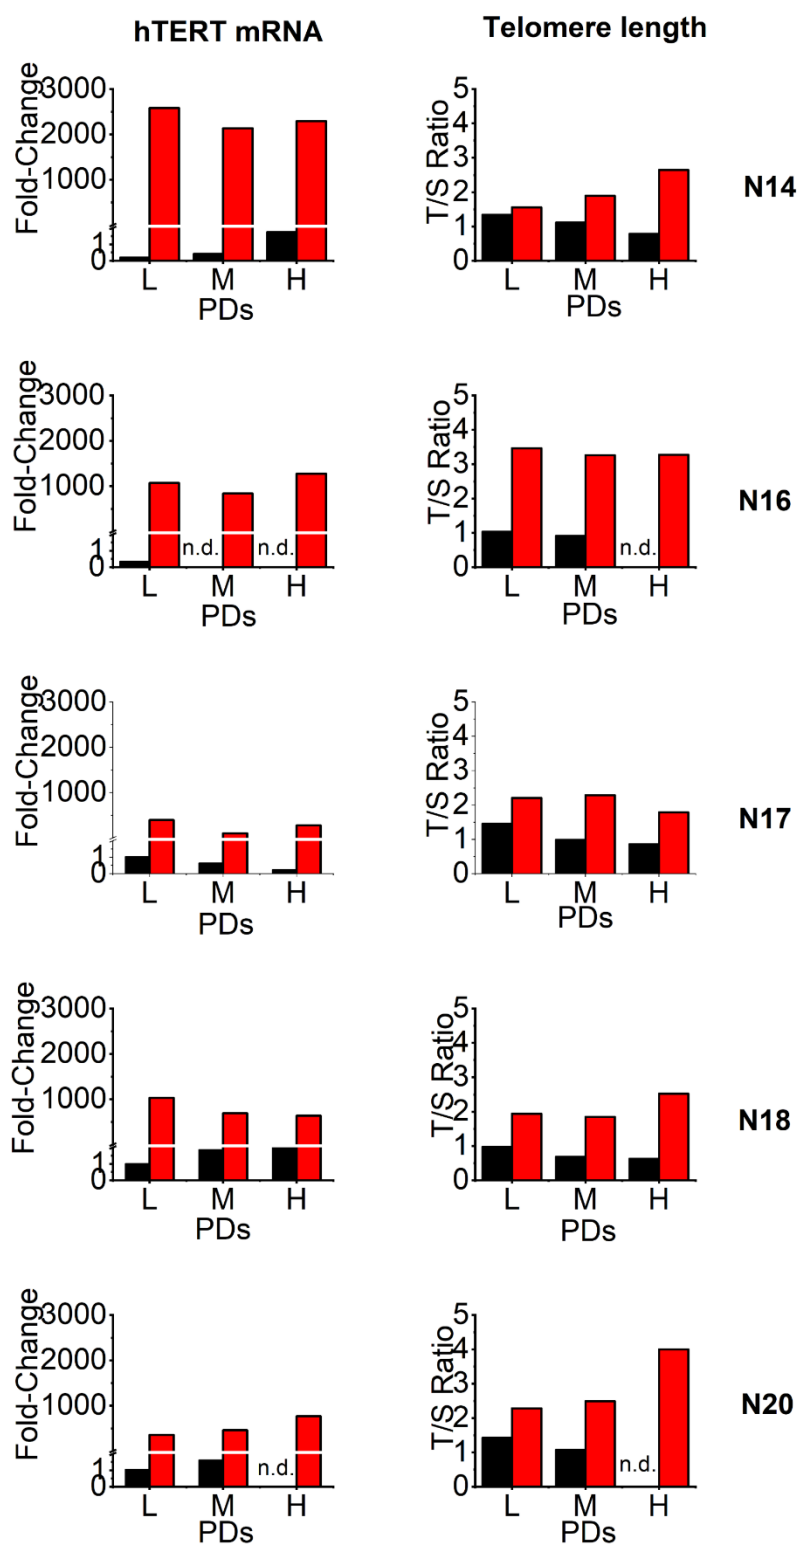 hTERT mRNA Telomere length
3000 5
2000 4
1000 3
1 2
0 1
0
Fold-Change T/S Ratio
L M H L M H
PDs PDs
N14
3000 5
2000 4
1000 3
1 2
0 1
0
Fold-Change T/S Ratio
n.d. n.d. n.d.
L M H L M H
PDs PDs
N16
3000 5
2000 4
1000 3
1 2
0 1
0
Fold-Change T/S Ratio
L M H L M H
PDs PDs
N17
3000 5
2000 4
1000 3
1 2
0 1
0
Fold-Change T/S Ratio
L M H L M H
PDs PDs
N18
3000 5
2000 4
1000 3
1 2
0 1
0
Fold-Change T/S Ratio
n.d. n.d.
L M H L M H
PDs PDs
N20